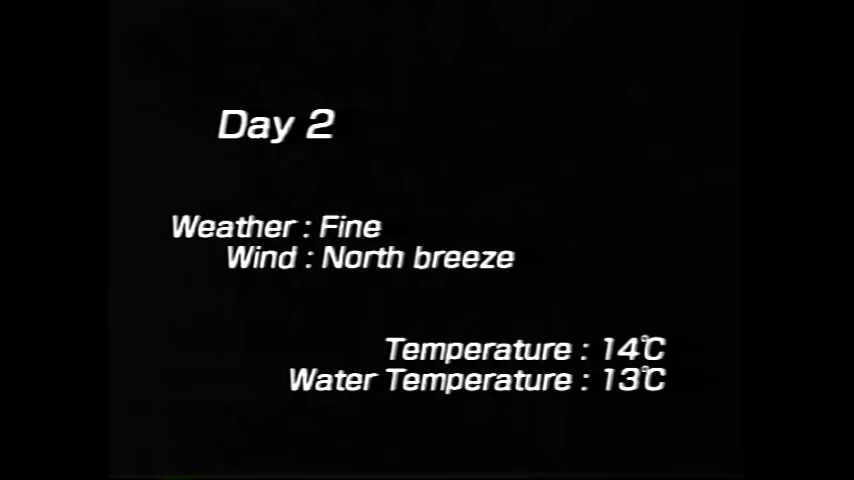 Day 2
Weather : Fine
Wind : North breeze
Temperature : 14℃
Water Temperature : 13℃